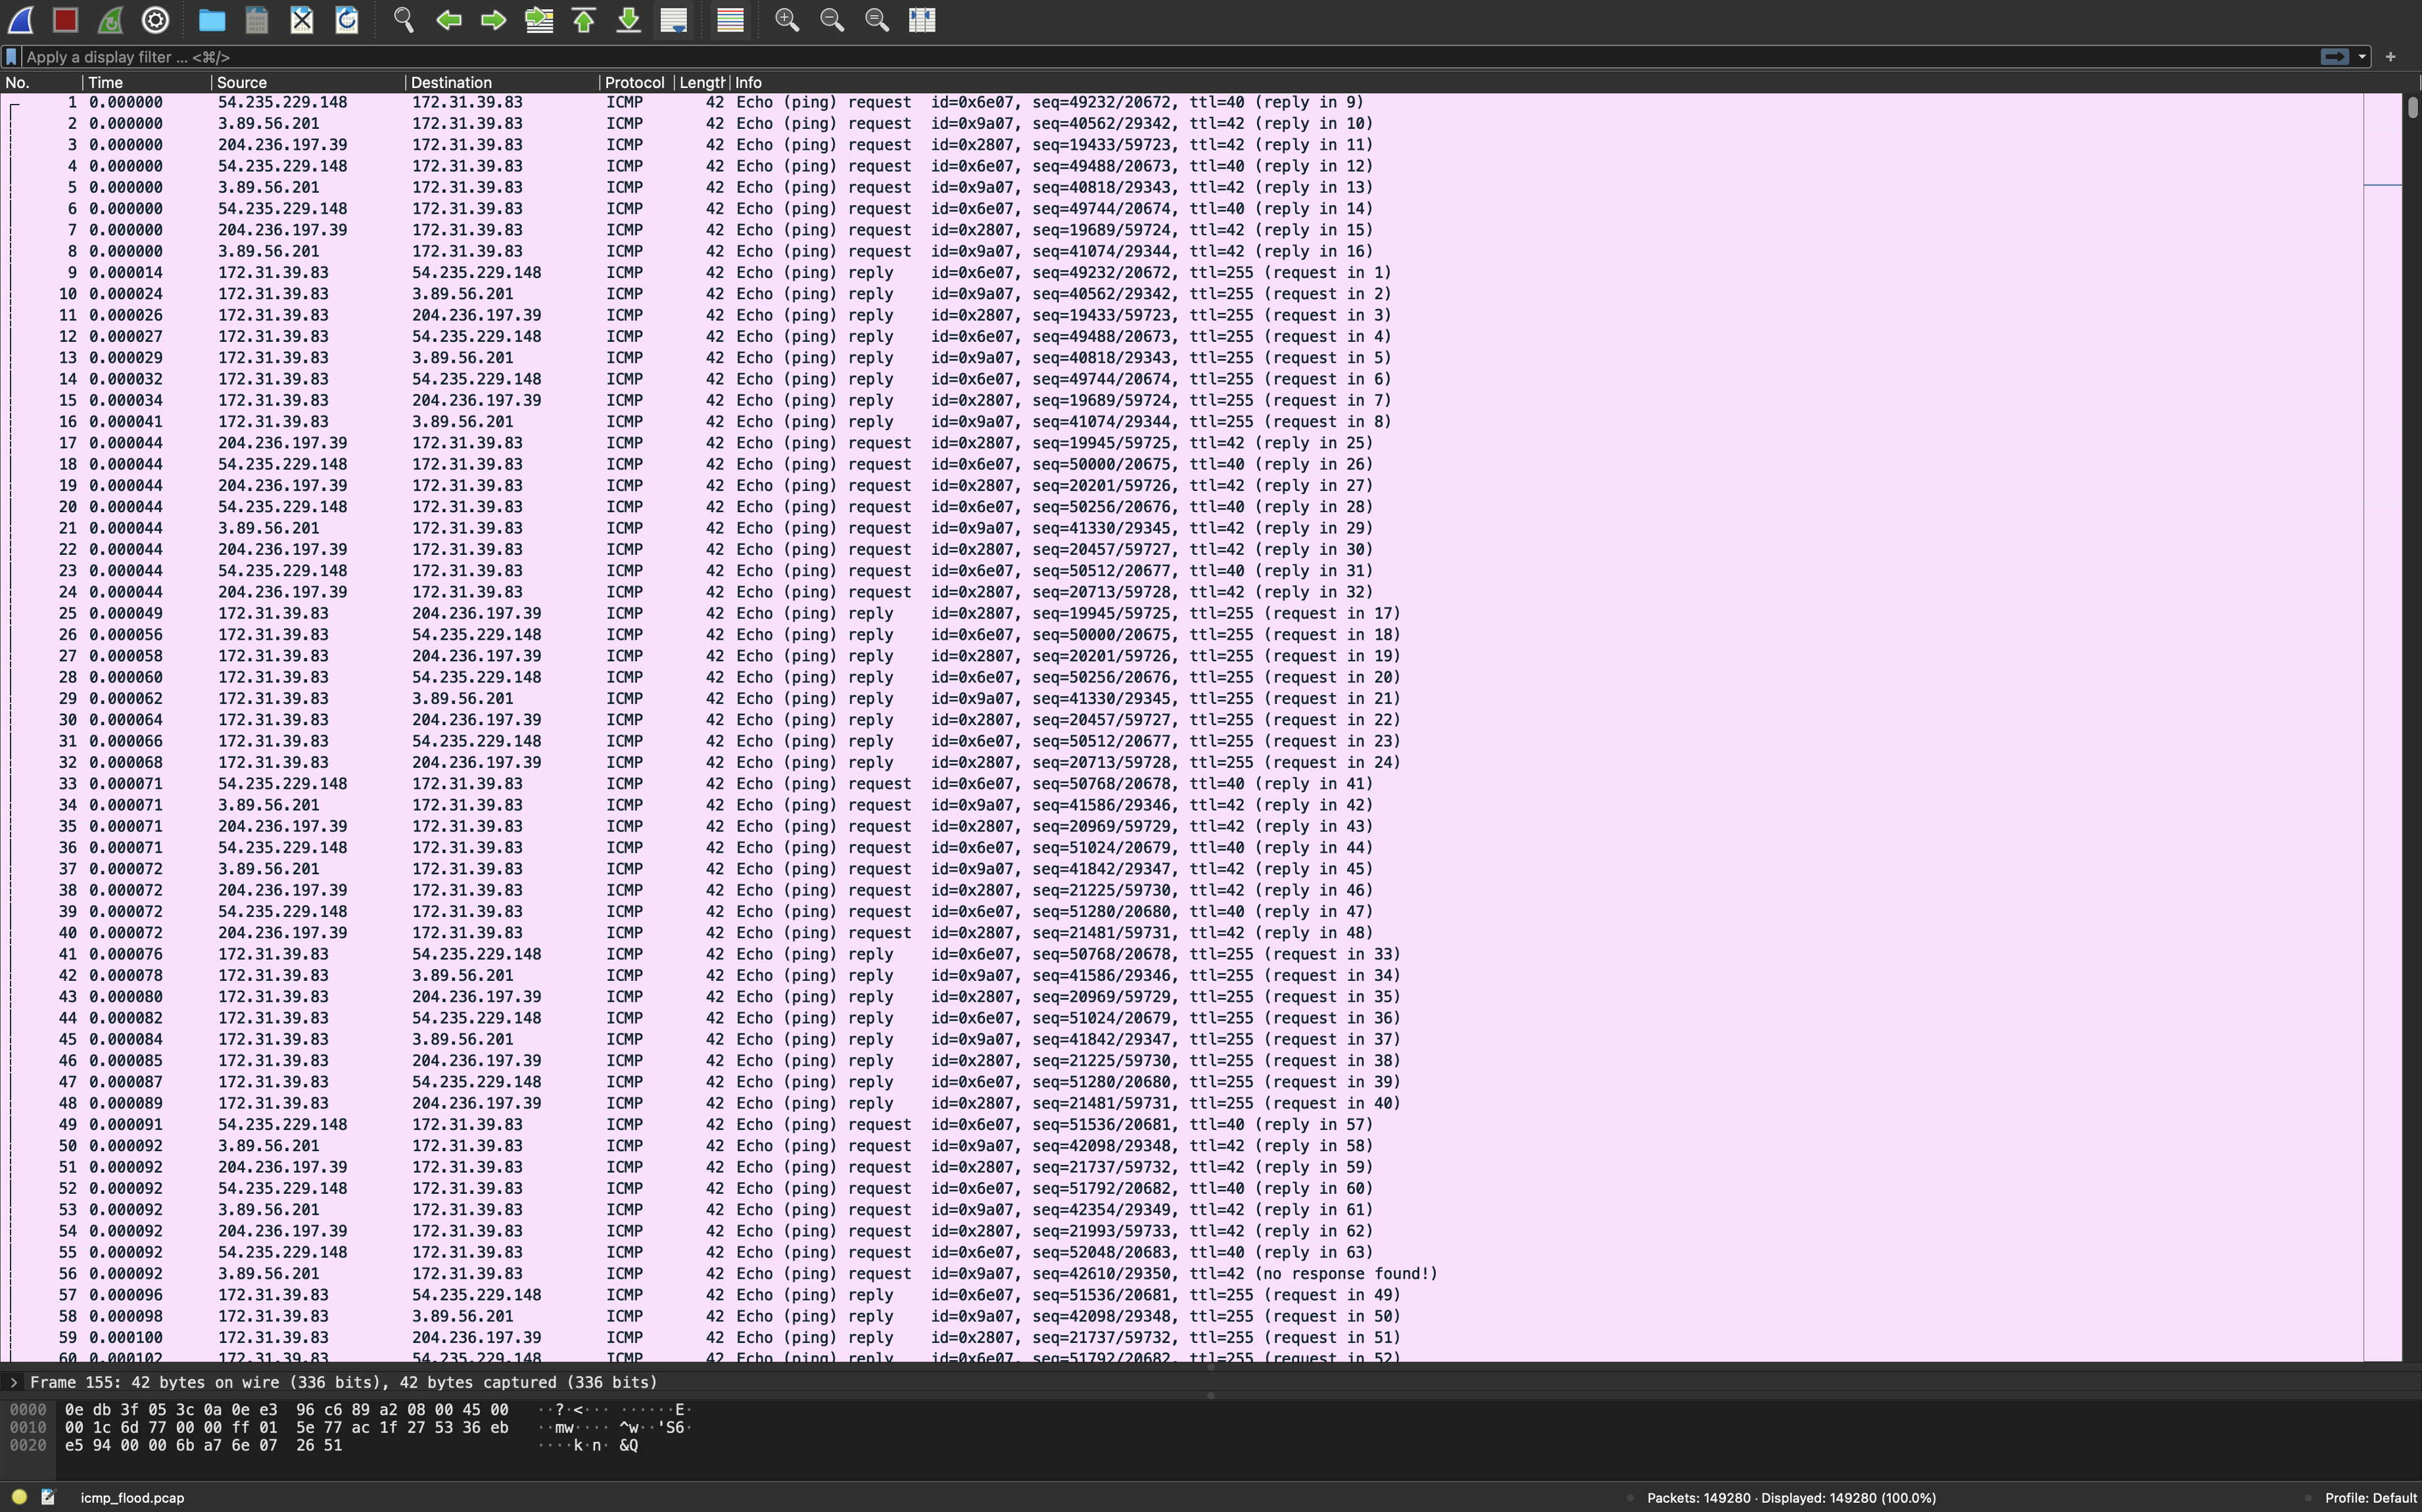 Apply a display filter ... <⌘/>
No. Time Source Destination Protocol Length Info
1 0.000000 54.235.229.148 172.31.39.83 ICMP 42 Echo (ping) request id=0x6e07, seq=49232/20672, ttl=40 (reply in 9)
2 0.000000 3.89.56.201 172.31.39.83 ICMP 42 Echo (ping) request id=0x9a07, seq=40562/29342, ttl=42 (reply in 10)
3 0.000000 204.236.197.39 172.31.39.83 ICMP 42 Echo (ping) request id=0x2807, seq=19433/59723, ttl=42 (reply in 11)
4 0.000000 54.235.229.148 172.31.39.83 ICMP 42 Echo (ping) request id=0x6e07, seq=49488/20673, ttl=40 (reply in 12)
5 0.000000 3.89.56.201 172.31.39.83 ICMP 42 Echo (ping) request id=0x9a07, seq=40818/29343, ttl=42 (reply in 13)
6 0.000000 54.235.229.148 172.31.39.83 ICMP 42 Echo (ping) request id=0x6e07, seq=49744/20674, ttl=40 (reply in 14)
7 0.000000 204.236.197.39 172.31.39.83 ICMP 42 Echo (ping) request id=0x2807, seq=19689/59724, ttl=42 (reply in 15)
8 0.000000 3.89.56.201 172.31.39.83 ICMP 42 Echo (ping) request id=0x9a07, seq=41074/29344, ttl=42 (reply in 16)
9 0.000014 172.31.39.83 54.235.229.148 ICMP 42 Echo (ping) reply id=0x6e07, seq=49232/20672, ttl=255 (request in 1)
10 0.000024 172.31.39.83 3.89.56.201 ICMP 42 Echo (ping) reply id=0x9a07, seq=40562/29342, ttl=255 (request in 2)
11 0.000026 172.31.39.83 204.236.197.39 ICMP 42 Echo (ping) reply id=0x2807, seq=19433/59723, ttl=255 (request in 3)
12 0.000027 172.31.39.83 54.235.229.148 ICMP 42 Echo (ping) reply id=0x6e07, seq=49488/20673, ttl=255 (request in 4)
13 0.000029 172.31.39.83 3.89.56.201 ICMP 42 Echo (ping) reply id=0x9a07, seq=40818/29343, ttl=255 (request in 5)
14 0.000032 172.31.39.83 54.235.229.148 ICMP 42 Echo (ping) reply id=0x6e07, seq=49744/20674, ttl=255 (request in 6)
15 0.000034 172.31.39.83 204.236.197.39 ICMP 42 Echo (ping) reply id=0x2807, seq=19689/59724, ttl=255 (request in 7)
16 0.000041 172.31.39.83 3.89.56.201 ICMP 42 Echo (ping) reply id=0x9a07, seq=41074/29344, ttl=255 (request in 8)
17 0.000044 204.236.197.39 172.31.39.83 ICMP 42 Echo (ping) request id=0x2807, seq=19945/59725, ttl=42 (reply in 25)
18 0.000044 54.235.229.148 172.31.39.83 ICMP 42 Echo (ping) request id=0x6e07, seq=50000/20675, ttl=40 (reply in 26)
19 0.000044 204.236.197.39 172.31.39.83 ICMP 42 Echo (ping) request id=0x2807, seq=20201/59726, ttl=42 (reply in 27)
20 0.000044 54.235.229.148 172.31.39.83 ICMP 42 Echo (ping) request id=0x6e07, seq=50256/20676, ttl=40 (reply in 28)
21 0.000044 3.89.56.201 172.31.39.83 ICMP 42 Echo (ping) request id=0x9a07, seq=41330/29345, ttl=42 (reply in 29)
22 0.000044 204.236.197.39 172.31.39.83 ICMP 42 Echo (ping) request id=0x2807, seq=20457/59727, ttl=42 (reply in 30)
23 0.000044 54.235.229.148 172.31.39.83 ICMP 42 Echo (ping) request id=0x6e07, seq=50512/20677, ttl=40 (reply in 31)
24 0.000044 204.236.197.39 172.31.39.83 ICMP 42 Echo (ping) request id=0x2807, seq=20713/59728, ttl=42 (reply in 32)
25 0.000049 172.31.39.83 204.236.197.39 ICMP 42 Echo (ping) reply id=0x2807, seq=19945/59725, ttl=255 (request in 17)
26 0.000056 172.31.39.83 54.235.229.148 ICMP 42 Echo (ping) reply id=0x6e07, seq=50000/20675, ttl=255 (request in 18)
27 0.000058 172.31.39.83 204.236.197.39 ICMP 42 Echo (ping) reply id=0x2807, seq=20201/59726, ttl=255 (request in 19)
28 0.000060 172.31.39.83 54.235.229.148 ICMP 42 Echo (ping) reply id=0x6e07, seq=50256/20676, ttl=255 (request in 20)
29 0.000062 172.31.39.83 3.89.56.201 ICMP 42 Echo (ping) reply id=0x9a07, seq=41330/29345, ttl=255 (request in 21)
30 0.000064 172.31.39.83 204.236.197.39 ICMP 42 Echo (ping) reply id=0x2807, seq=20457/59727, ttl=255 (request in 22)
31 0.000066 172.31.39.83 54.235.229.148 ICMP 42 Echo (ping) reply id=0x6e07, seq=50512/20677, ttl=255 (request in 23)
32 0.000068 172.31.39.83 204.236.197.39 ICMP 42 Echo (ping) reply id=0x2807, seq=20713/59728, ttl=255 (request in 24)
33 0.000071 54.235.229.148 172.31.39.83 ICMP 42 Echo (ping) request id=0x6e07, seq=50768/20678, ttl=40 (reply in 41)
34 0.000071 3.89.56.201 172.31.39.83 ICMP 42 Echo (ping) request id=0x9a07, seq=41586/29346, ttl=42 (reply in 42)
35 0.000071 204.236.197.39 172.31.39.83 ICMP 42 Echo (ping) request id=0x2807, seq=20969/59729, ttl=42 (reply in 43)
36 0.000071 54.235.229.148 172.31.39.83 ICMP 42 Echo (ping) request id=0x6e07, seq=51024/20679, ttl=40 (reply in 44)
37 0.000072 3.89.56.201 172.31.39.83 ICMP 42 Echo (ping) request id=0x9a07, seq=41842/29347, ttl=42 (reply in 45)
38 0.000072 204.236.197.39 172.31.39.83 ICMP 42 Echo (ping) request id=0x2807, seq=21225/59730, ttl=42 (reply in 46)
39 0.000072 54.235.229.148 172.31.39.83 ICMP 42 Echo (ping) request id=0x6e07, seq=51280/20680, ttl=40 (reply in 47)
40 0.000072 204.236.197.39 172.31.39.83 ICMP 42 Echo (ping) request id=0x2807, seq=21481/59731, ttl=42 (reply in 48)
41 0.000076 172.31.39.83 54.235.229.148 ICMP 42 Echo (ping) reply id=0x6e07, seq=50768/20678, ttl=255 (request in 33)
42 0.000078 172.31.39.83 3.89.56.201 ICMP 42 Echo (ping) reply id=0x9a07, seq=41586/29346, ttl=255 (request in 34)
43 0.000080 172.31.39.83 204.236.197.39 ICMP 42 Echo (ping) reply id=0x2807, seq=20969/59729, ttl=255 (request in 35)
44 0.000082 172.31.39.83 54.235.229.148 ICMP 42 Echo (ping) reply id=0x6e07, seq=51024/20679, ttl=255 (request in 36)
45 0.000084 172.31.39.83 3.89.56.201 ICMP 42 Echo (ping) reply id=0x9a07, seq=41842/29347, ttl=255 (request in 37)
46 0.000085 172.31.39.83 204.236.197.39 ICMP 42 Echo (ping) reply id=0x2807, seq=21225/59730, ttl=255 (request in 38)
47 0.000087 172.31.39.83 54.235.229.148 ICMP 42 Echo (ping) reply id=0x6e07, seq=51280/20680, ttl=255 (request in 39)
48 0.000089 172.31.39.83 204.236.197.39 ICMP 42 Echo (ping) reply id=0x2807, seq=21481/59731, ttl=255 (request in 40)
49 0.000091 54.235.229.148 172.31.39.83 ICMP 42 Echo (ping) request id=0x6e07, seq=51536/20681, ttl=40 (reply in 57)
50 0.000092 3.89.56.201 172.31.39.83 ICMP 42 Echo (ping) request id=0x9a07, seq=42098/29348, ttl=42 (reply in 58)
51 0.000092 204.236.197.39 172.31.39.83 ICMP 42 Echo (ping) request id=0x2807, seq=21737/59732, ttl=42 (reply in 59)
52 0.000092 54.235.229.148 172.31.39.83 ICMP 42 Echo (ping) request id=0x6e07, seq=51792/20682, ttl=40 (reply in 60)
53 0.000092 3.89.56.201 172.31.39.83 ICMP 42 Echo (ping) request id=0x9a07, seq=42354/29349, ttl=42 (reply in 61)
54 0.000092 204.236.197.39 172.31.39.83 ICMP 42 Echo (ping) request id=0x2807, seq=21993/59733, ttl=42 (reply in 62)
55 0.000092 54.235.229.148 172.31.39.83 ICMP 42 Echo (ping) request id=0x6e07, seq=52048/20683, ttl=40 (reply in 63)
56 0.000092 3.89.56.201 172.31.39.83 ICMP 42 Echo (ping) request id=0x9a07, seq=42610/29350, ttl=42 (no response found!)
57 0.000096 172.31.39.83 54.235.229.148 ICMP 42 Echo (ping) reply id=0x6e07, seq=51536/20681, ttl=255 (request in 49)
58 0.000098 172.31.39.83 3.89.56.201 ICMP 42 Echo (ping) reply id=0x9a07, seq=42098/29348, ttl=255 (request in 50)
59 0.000100 172.31.39.83 204.236.197.39 ICMP 42 Echo (ping) reply id=0x2807, seq=21737/59732, ttl=255 (request in 51)
60 0.000102 172.31.39.83 54.235.229.148 ICMP 42 Echo (ping) reply id=0x6e07, seq=51792/20682, ttl=255 (request in 52)
Frame 155: 42 bytes on wire (336 bits), 42 bytes captured (336 bits)
0000 0e db 3f 05 3c 0a 0e e3 96 c6 89 a2 08 00 45 00 ··?·<··· ······E·
0010 00 1c 6d 77 00 00 ff 01 5e 77 ac 1f 27 53 36 eb ··mw···· ^w··'S6·
0020 e5 94 00 00 6b a7 6e 07 26 51 ····k·n· &Q
icmp_flood.pcap
Packets: 149280 · Displayed: 149280 (100.0%)
Profile: Default